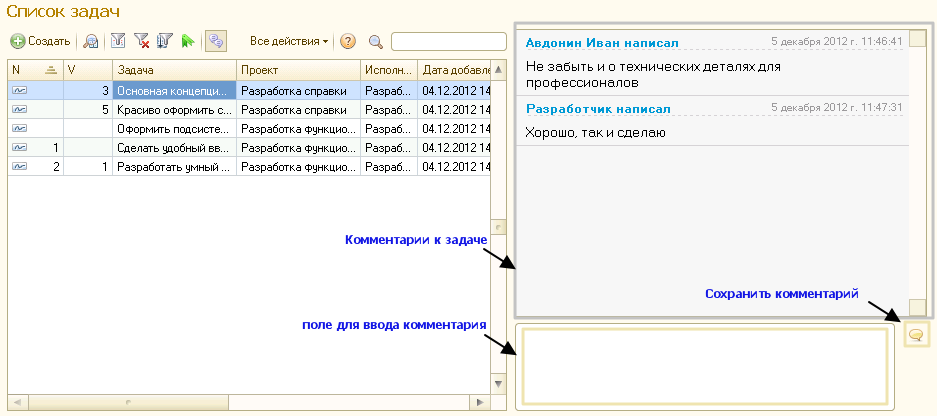 Список задач
Создать Все действия ?
N V Задача Проект Исполн... Дата добавле
3 Основная концепци... Разработка справки Разраб... 04.12.2012 14
5 Красиво оформить с... Разработка справки Разраб... 04.12.2012 14
Оформить подсисте... Разработка функцио... Разраб... 04.12.2012 14
1 Сделать удобный вв... Разработка функцио... Разраб... 04.12.2012 14
2 1 Разработать умный ... Разработка функцио... Разраб... 04.12.2012 14
Авдонин Иван написал 5 декабря 2012 г. 11:46:41
Не забыть и о технических деталях для
профессионалов
Разработчик написал 5 декабря 2012 г. 11:47:31
Хорошо, так и сделаю
Комментарии к задаче
Сохранить комментарий
поле для ввода комментария